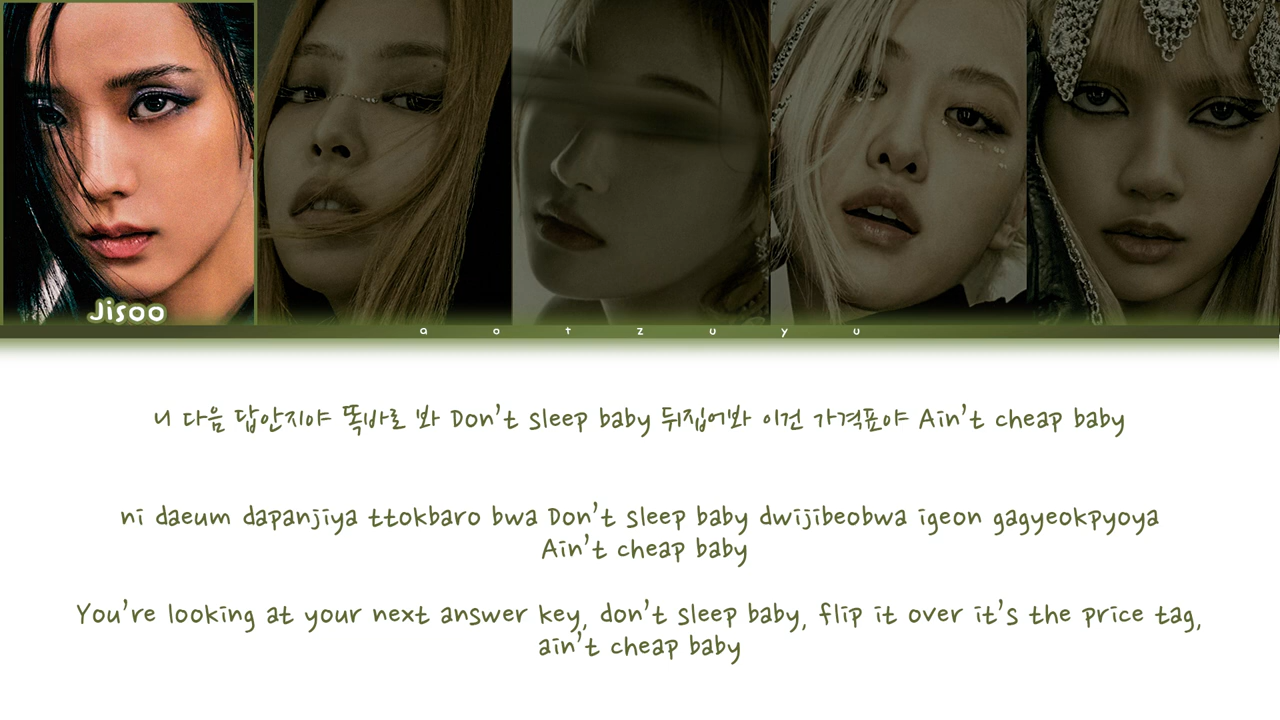 Jisoo
a o t z u y u
니 다음 답안지야 똑바로 봐 Don't sleep baby 뒤집어봐 이건 가격표야 Ain't cheap baby
ni daeum dapanjiya ttokbaro bwa Don't sleep baby dwijibeobwa igeon gagyeokpyoya
Ain't cheap baby
You're looking at your next answer key, don't sleep baby, flip it over it's the price tag,
ain't cheap baby